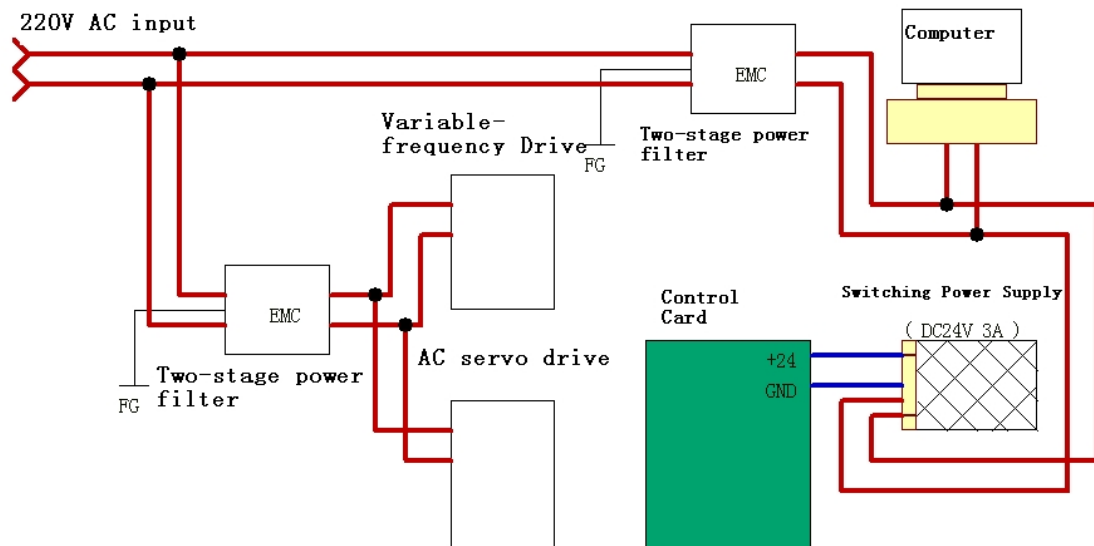 220V AC input
Computer
EMC
Variable-
frequency Drive
Two-stage power
filter
FG
Switching Power Supply
( DC24V 3A )
Control
Card
+24
GND
EMC
AC servo drive
Two-stage power
filter
FG